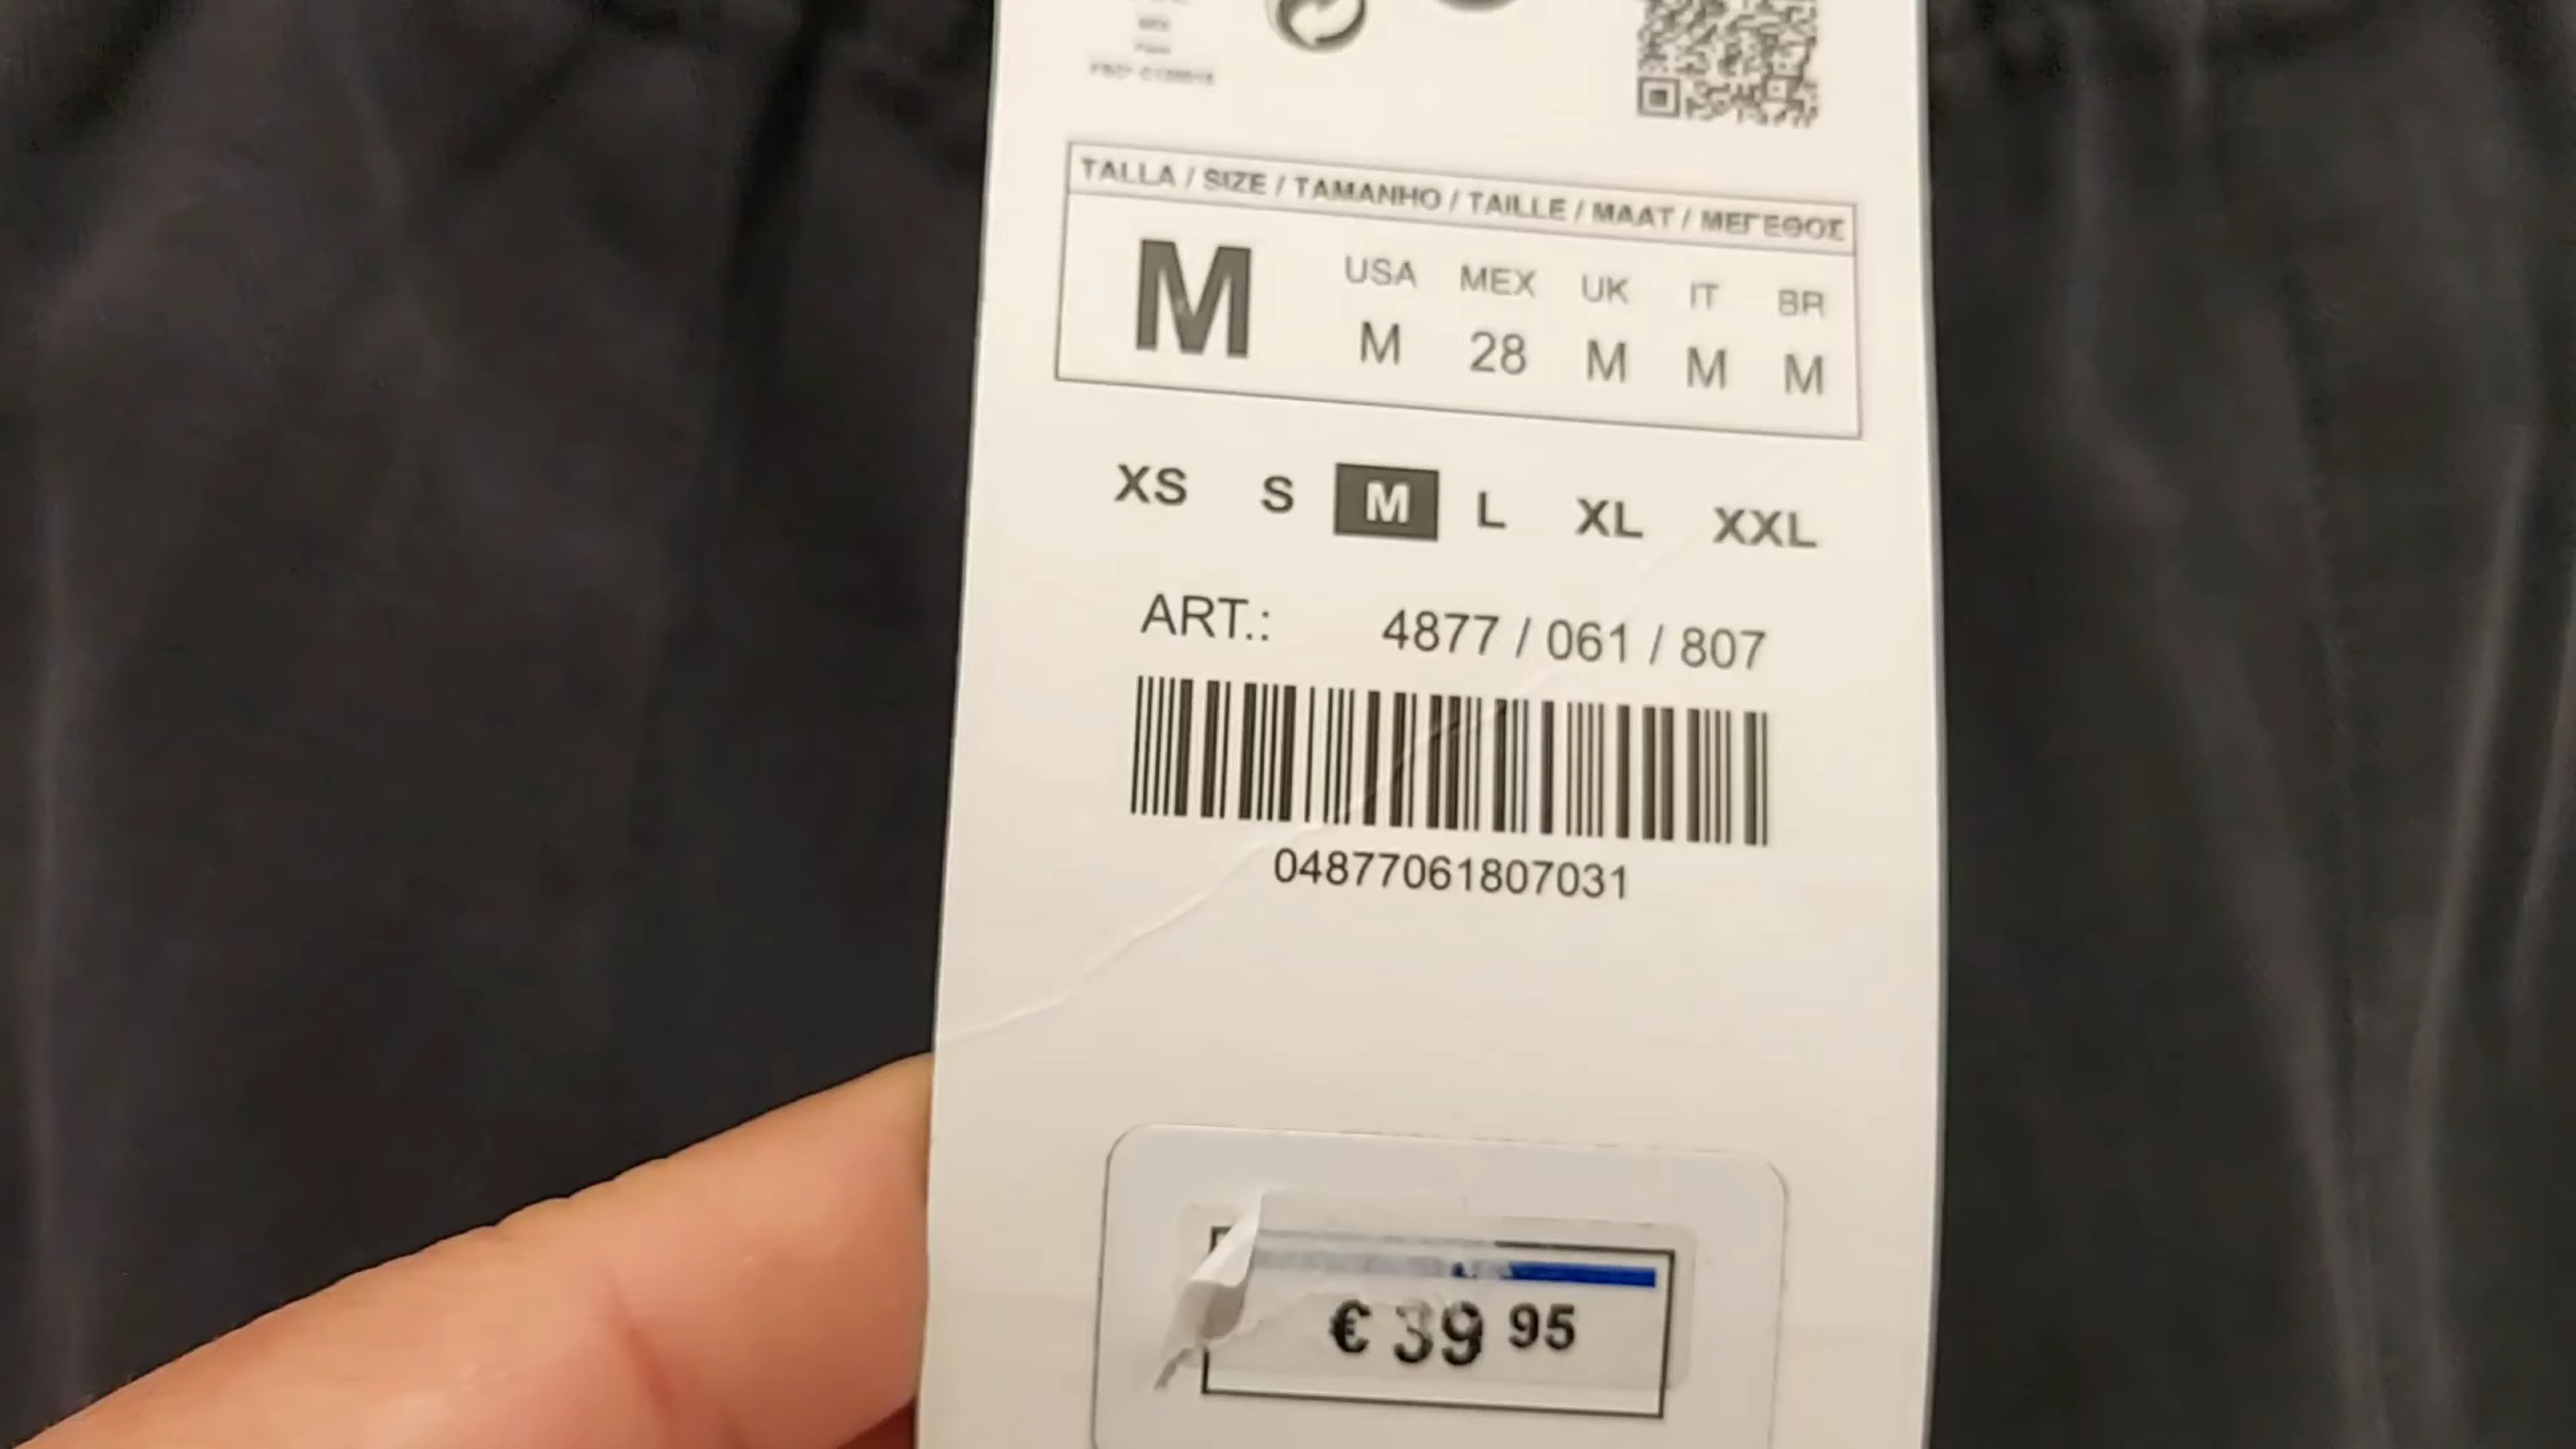 TALLA / SIZE / TAMANHO / TAILLE / MAAT / ΜΕΓΕΘΟΣ
M
USA MEX UK IT BR
M 28 M M M
XS S M L XL XXL
ART.: 4877 / 061 / 807
04877061807031
€ 39 95